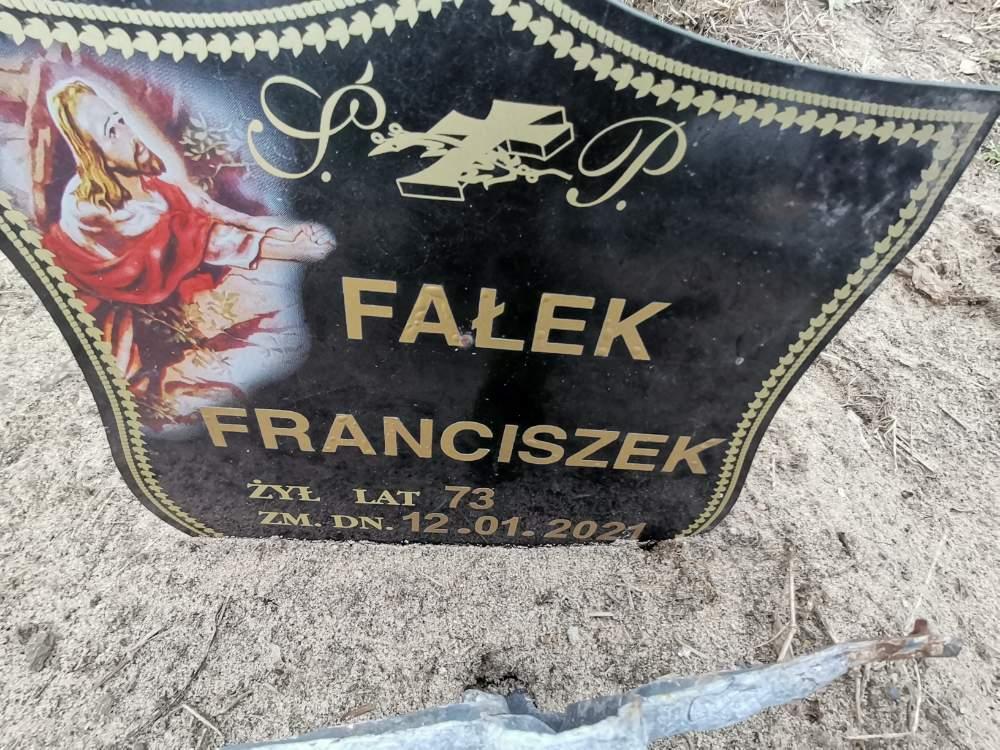 Ś. P.
FAŁEK
FRANCISZEK
ŻYŁ LAT 73
ZM. DN. 12.01.2021